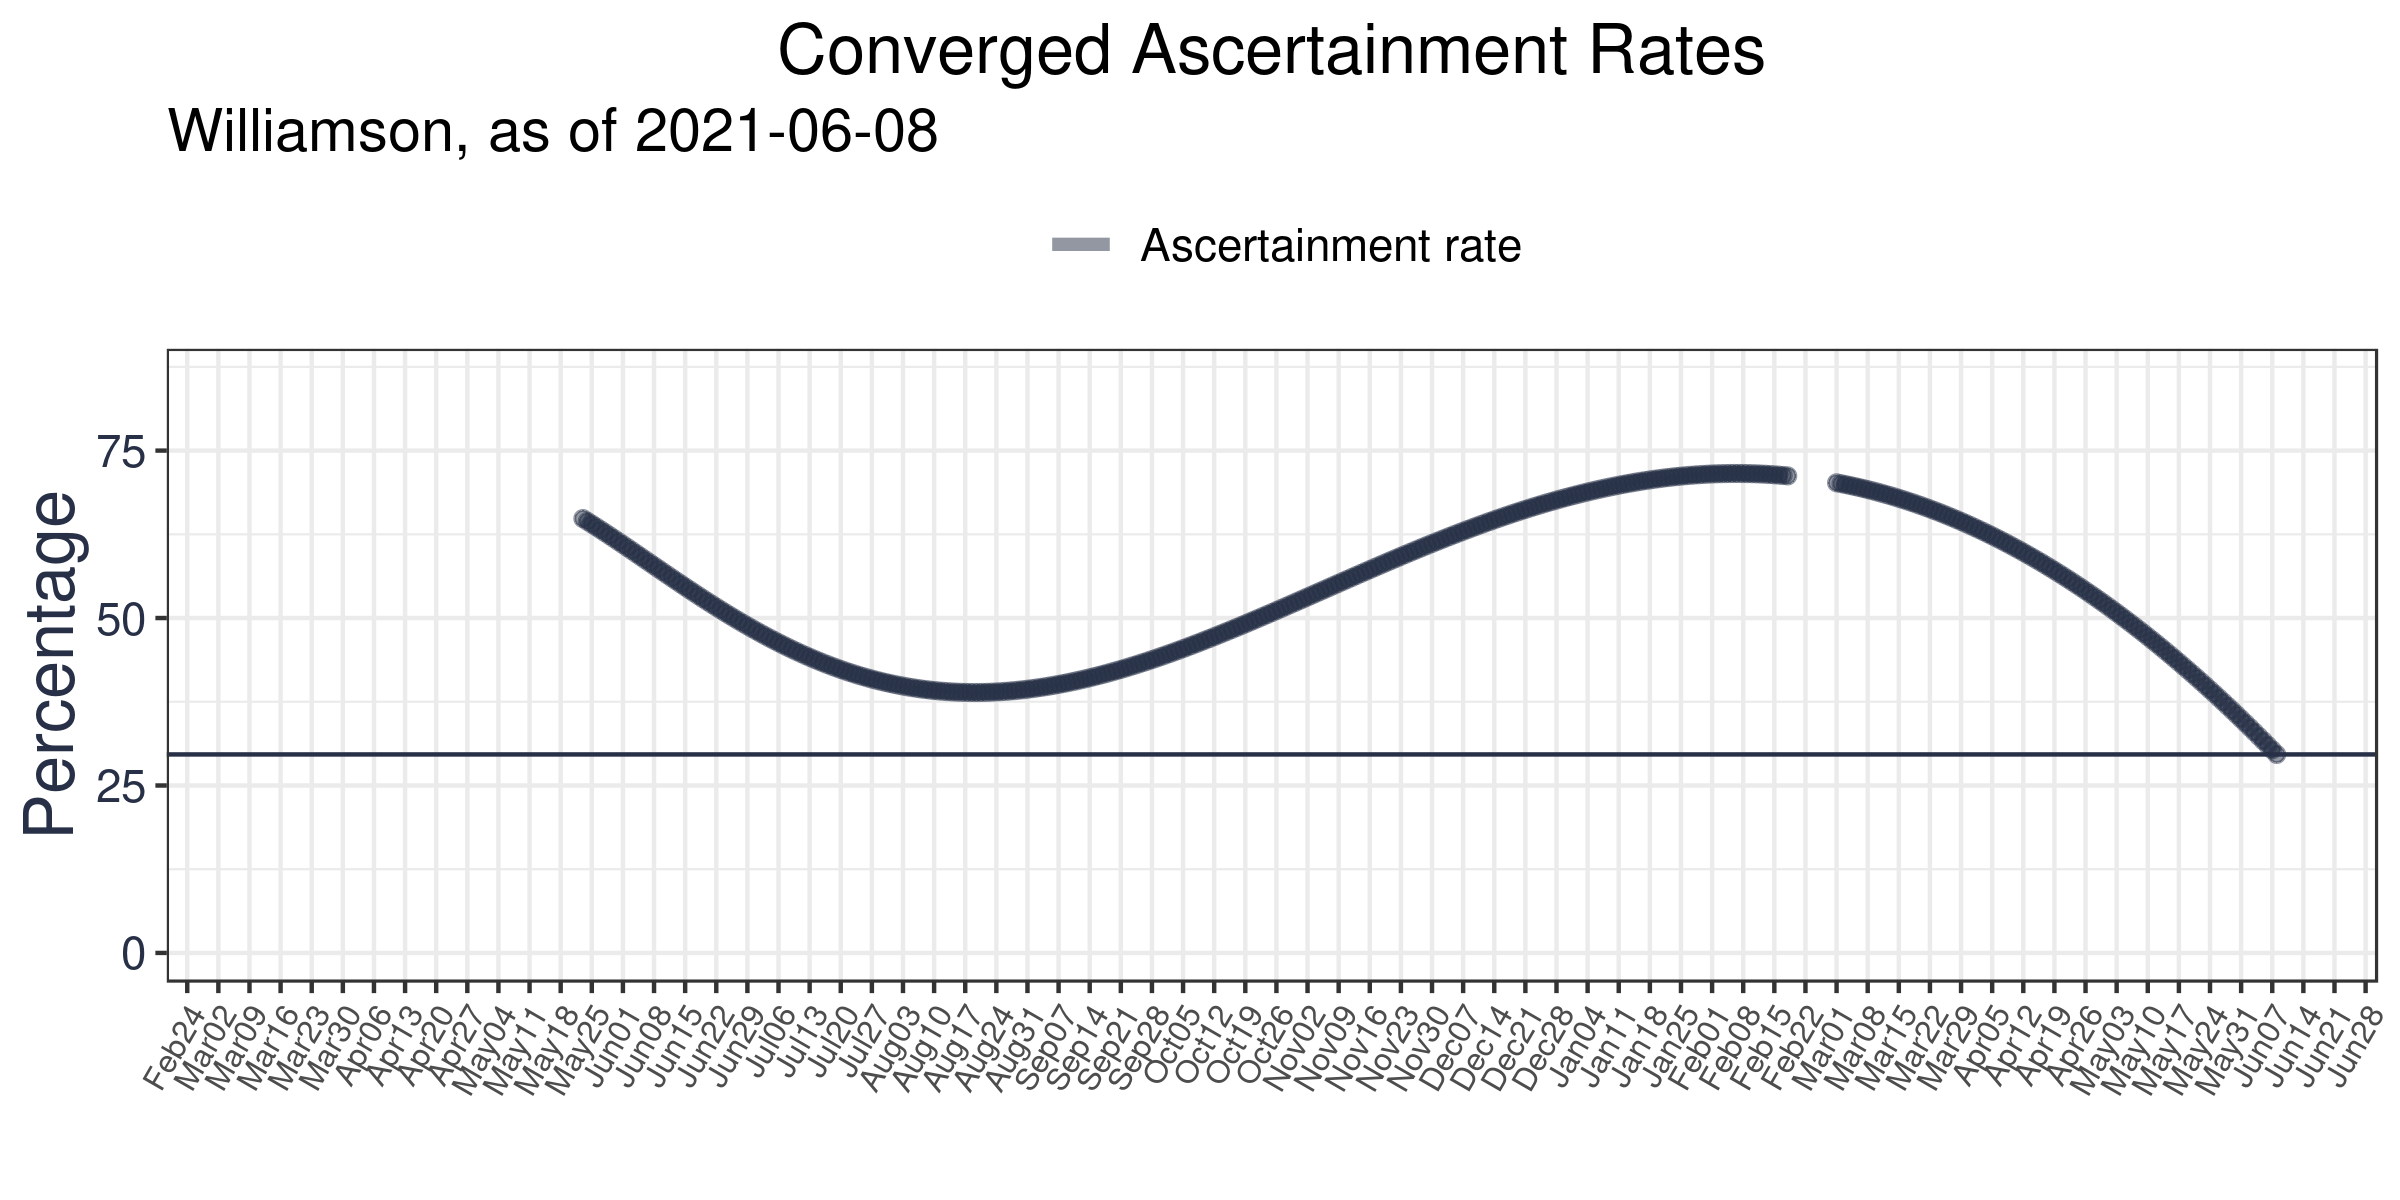 Converged Ascertainment Rates
Williamson, as of 2021-06-08
Ascertainment rate
Percentage
75
50
25
0
Feb24 Mar02 Mar09 Mar16 Mar23 Mar30 Apr06 Apr13 Apr20 Apr27 May04 May11 May18 May25 Jun01 Jun08 Jun15 Jun22 Jun29 Jul06 Jul13 Jul20 Jul27 Aug03 Aug10 Aug17 Aug24 Aug31 Sep07 Sep14 Sep21 Sep28 Oct05 Oct12 Oct19 Oct26 Nov02 Nov09 Nov16 Nov23 Nov30 Dec07 Dec14 Dec21 Dec28 Jan04 Jan11 Jan18 Jan25 Feb01 Feb08 Feb15 Feb22 Mar01 Mar08 Mar15 Mar22 Mar29 Apr05 Apr12 Apr19 Apr26 May03 May10 May17 May24 May31 Jun07 Jun14 Jun21 Jun28